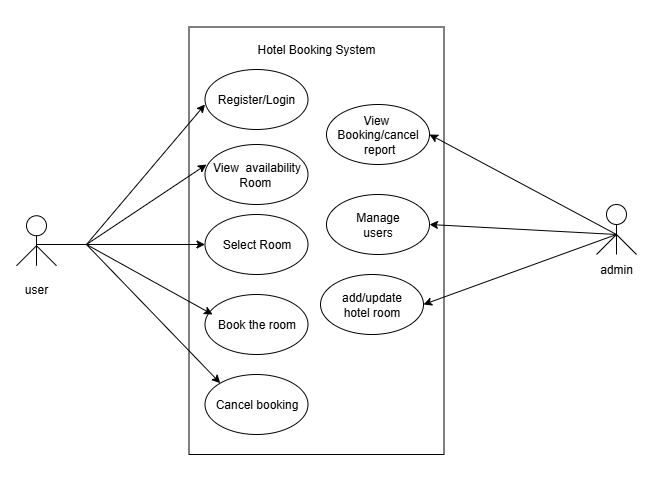 Hotel Booking System
Register/Login
View
Booking/cancel
report
View  availability
Room
Manage
users
Select Room
user
admin
add/update
hotel room
Book the room
Cancel booking